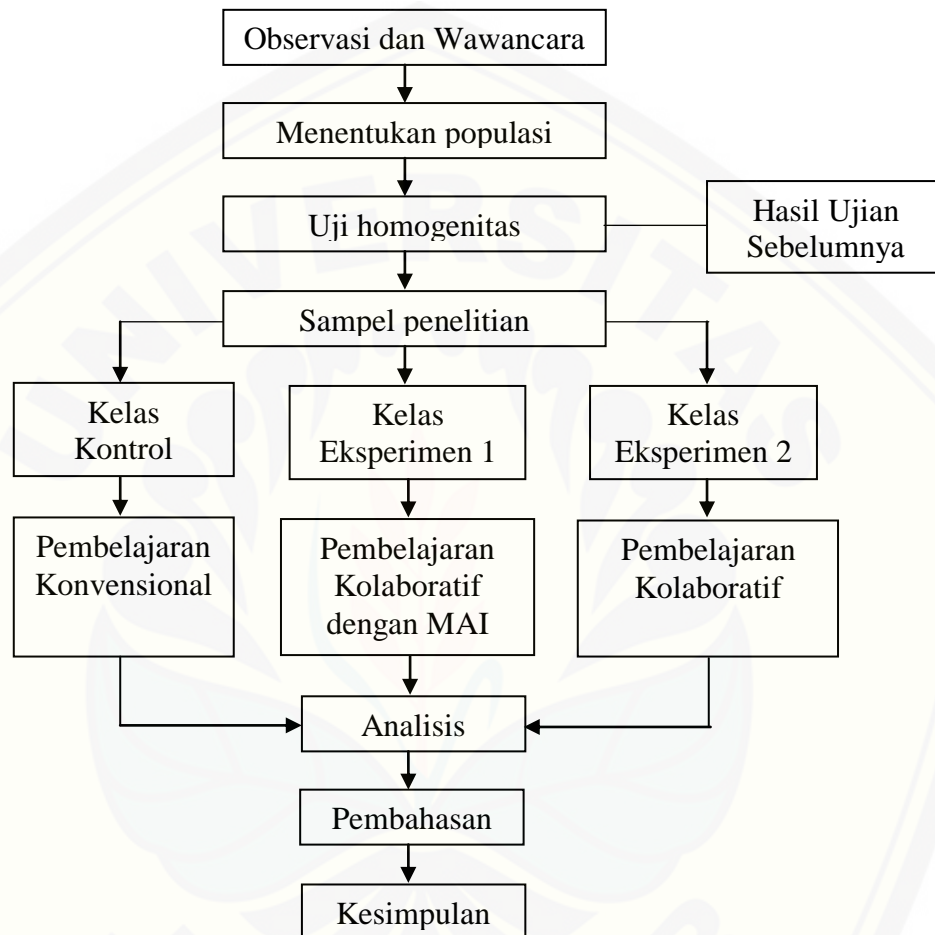 Observasi dan Wawancara
Menentukan populasi
Uji homogenitas
Hasil Ujian
Sebelumnya
Sampel penelitian
Kelas
Kontrol
Kelas
Eksperimen 1
Kelas
Eksperimen 2
Pembelajaran
Konvensional
Pembelajaran
Kolaboratif
dengan MAI
Pembelajaran
Kolaboratif
Analisis
Pembahasan
Kesimpulan
UNIVERSITAS